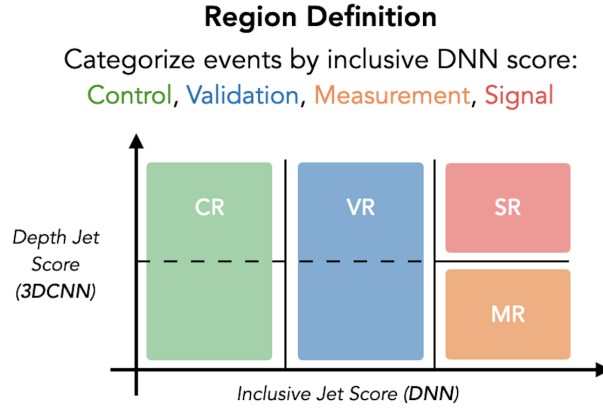 Region Definition
Categorize events by inclusive DNN score:
Control, Validation, Measurement, Signal
CR
VR
SR
Depth Jet
Score
(3DCNN)
MR
Inclusive Jet Score (DNN)